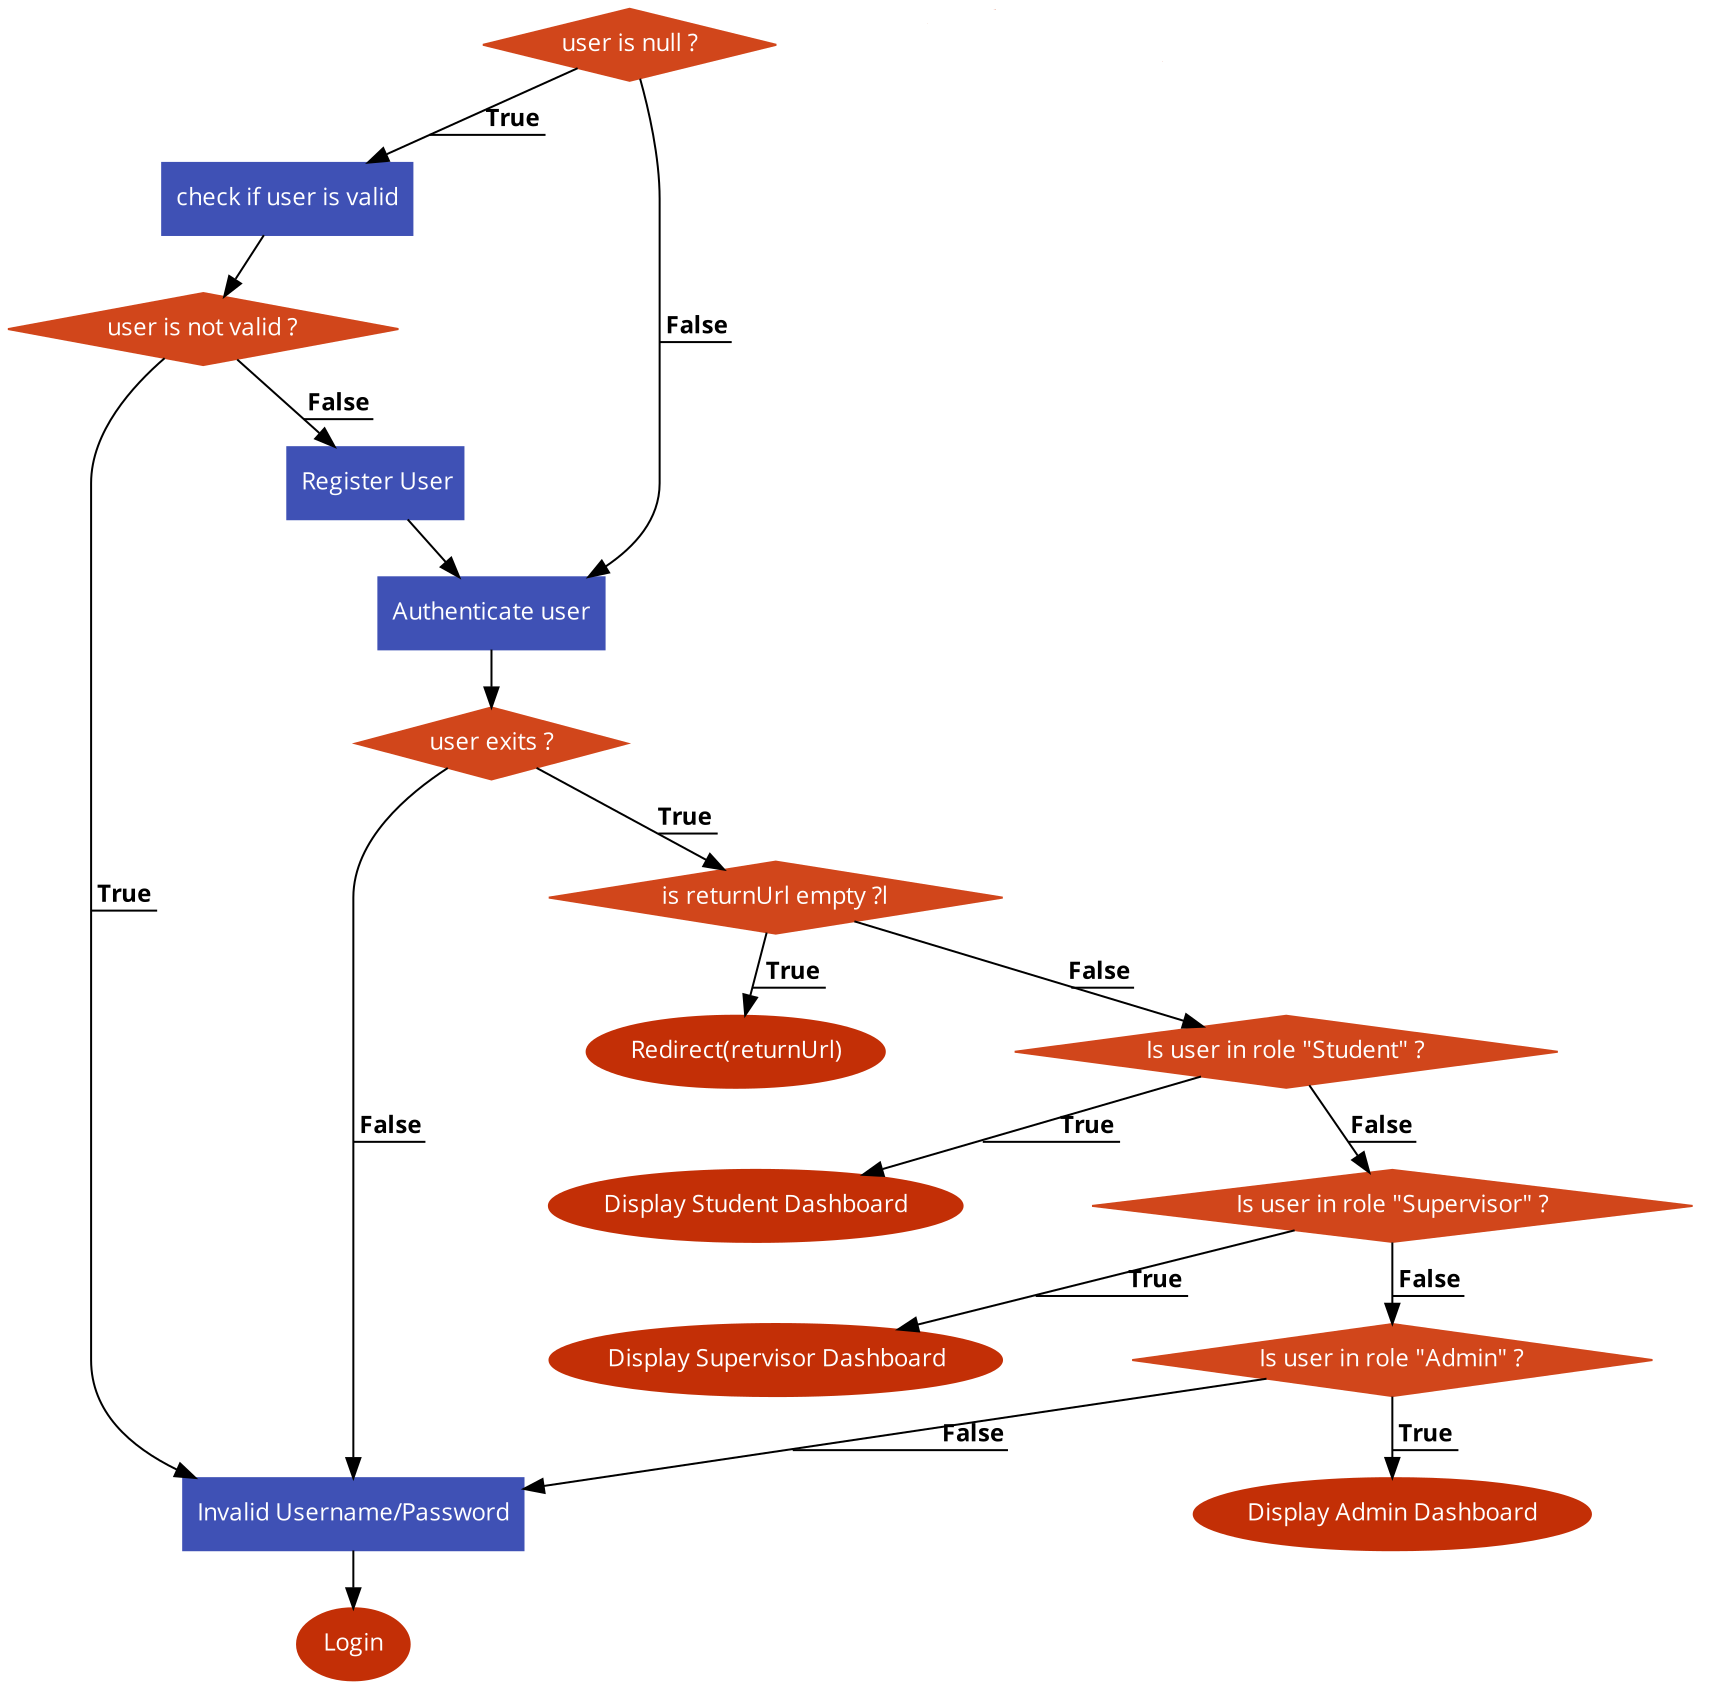 user is null ?
True
check if user is valid
False
user is not valid ?
False
Register User
Authenticate user
user exits ?
True
True
is returnUrl empty ?l
True
False
Redirect(returnUrl)
Is user in role "Student" ?
False
True
False
Display Student Dashboard
Is user in role "Supervisor" ?
True
False
Display Supervisor Dashboard
Is user in role "Admin" ?
False
True
Invalid Username/Password
Display Admin Dashboard
Login